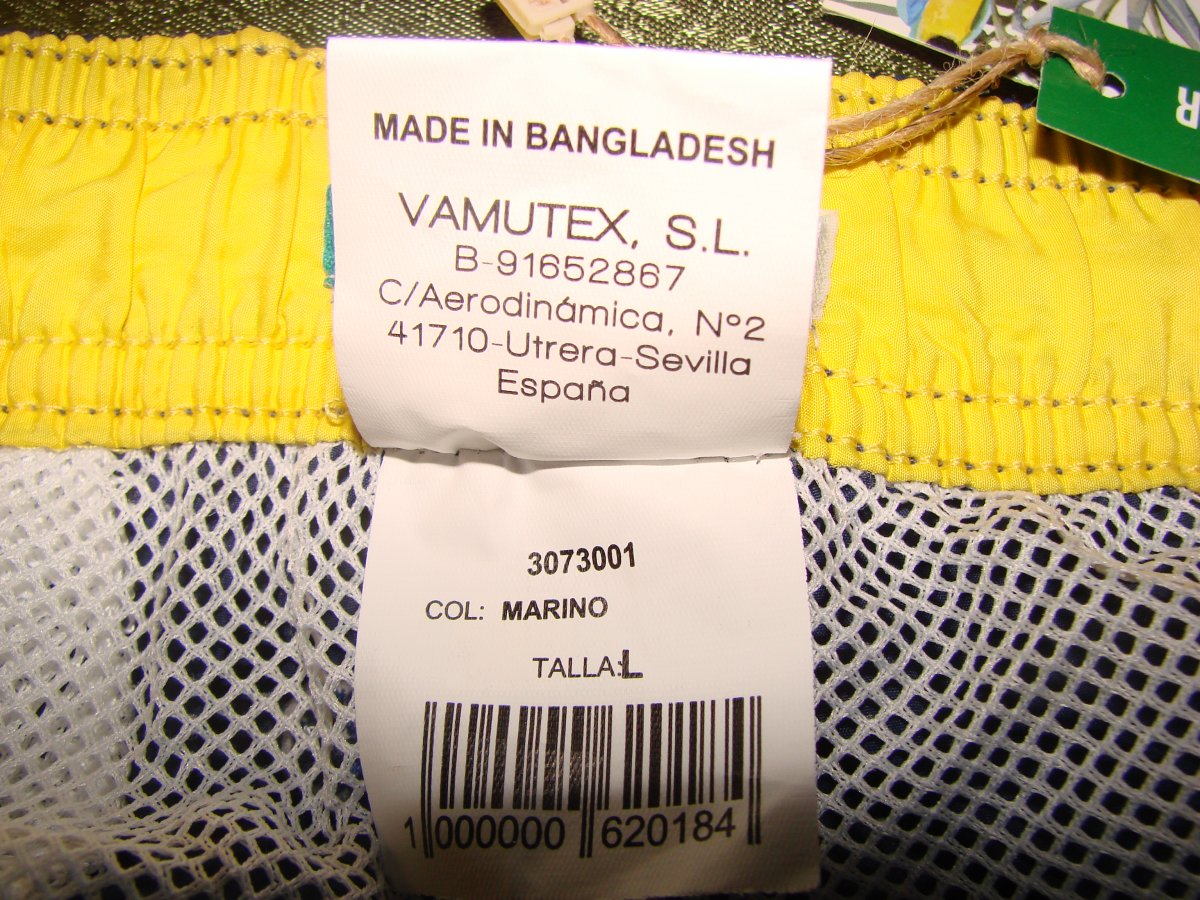 MADE IN BANGLADESH
VAMUTEX, S.L.
B-91652867
C/Aerodinámica, Nº2
41710-Utrera-Sevilla
España
R
3073001
COL: MARINO
TALLA:L
1 000000 620184